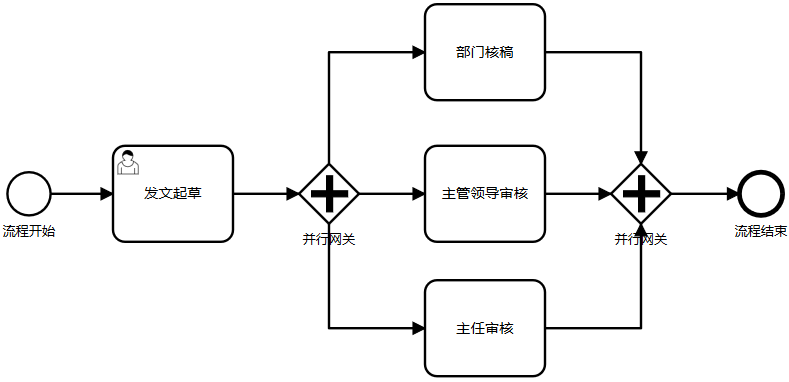 部门核稿
发文起草
主管领导审核
流程开始
并行网关
并行网关
流程结束
主任审核